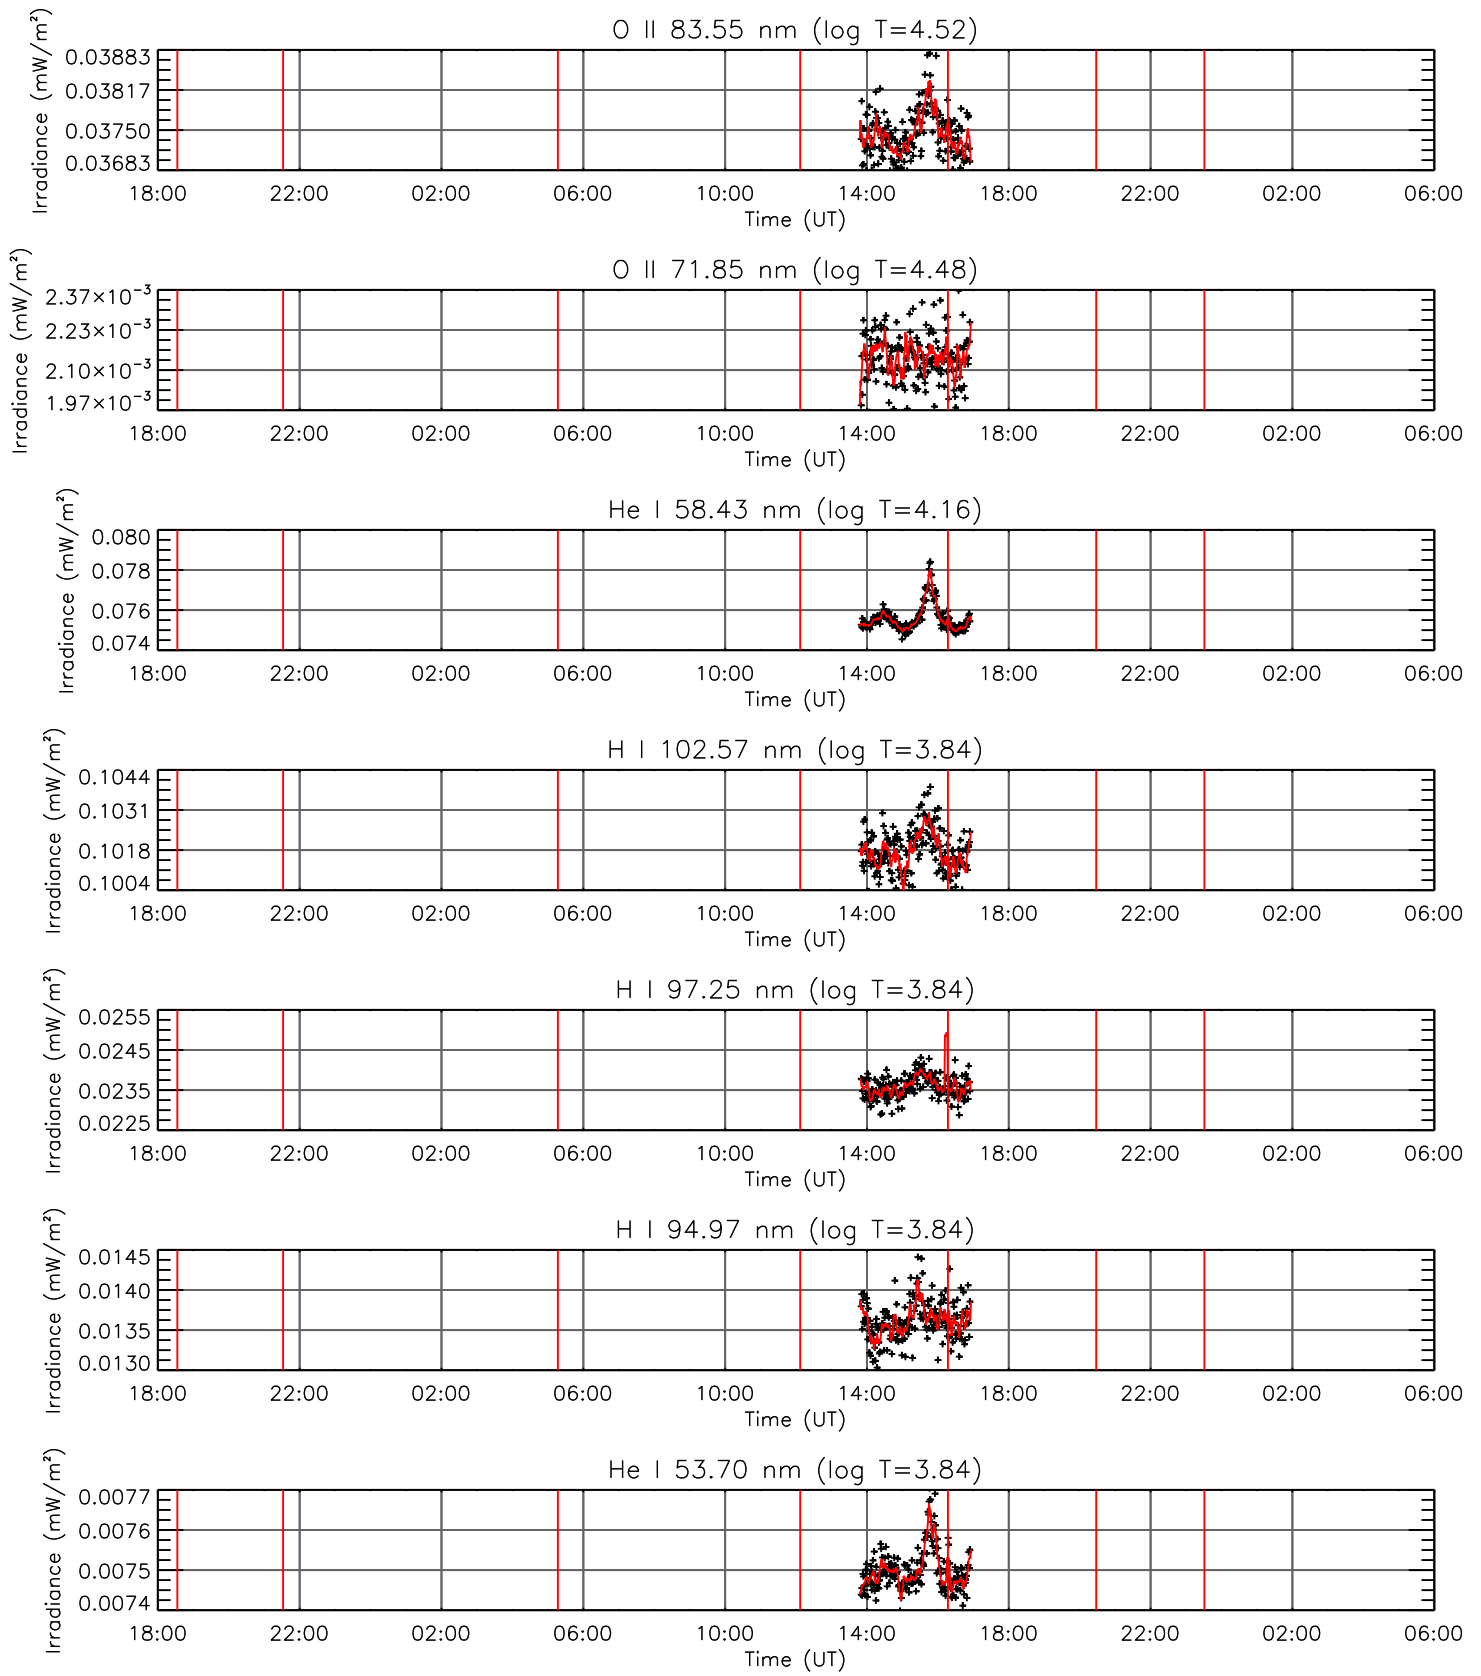 O II 83.55 nm (log T=4.52)
Irradiance (mW/m²)
0.03883
0.03817
0.03750
0.03683
18:00 22:00 02:00 06:00 10:00 14:00 18:00 22:00 02:00 06:00
Time (UT)
O II 71.85 nm (log T=4.48)
Irradiance (mW/m²)
2.37×10⁻³
2.23×10⁻³
2.10×10⁻³
1.97×10⁻³
18:00 22:00 02:00 06:00 10:00 14:00 18:00 22:00 02:00 06:00
Time (UT)
He I 58.43 nm (log T=4.16)
Irradiance (mW/m²)
0.080
0.078
0.076
0.074
18:00 22:00 02:00 06:00 10:00 14:00 18:00 22:00 02:00 06:00
Time (UT)
H I 102.57 nm (log T=3.84)
Irradiance (mW/m²)
0.1044
0.1031
0.1018
0.1004
18:00 22:00 02:00 06:00 10:00 14:00 18:00 22:00 02:00 06:00
Time (UT)
H I 97.25 nm (log T=3.84)
Irradiance (mW/m²)
0.0255
0.0245
0.0235
0.0225
18:00 22:00 02:00 06:00 10:00 14:00 18:00 22:00 02:00 06:00
Time (UT)
H I 94.97 nm (log T=3.84)
Irradiance (mW/m²)
0.0145
0.0140
0.0135
0.0130
18:00 22:00 02:00 06:00 10:00 14:00 18:00 22:00 02:00 06:00
Time (UT)
He I 53.70 nm (log T=3.84)
Irradiance (mW/m²)
0.0077
0.0076
0.0075
0.0074
18:00 22:00 02:00 06:00 10:00 14:00 18:00 22:00 02:00 06:00
Time (UT)